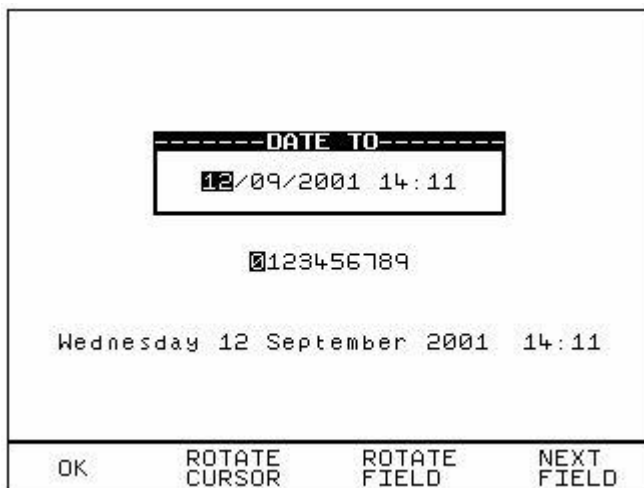 -------DATE TO--------
12/09/2001 14:11
0123456789
Wednesday 12 September 2001 14:11
OK
ROTATE CURSOR
ROTATE FIELD
NEXT FIELD